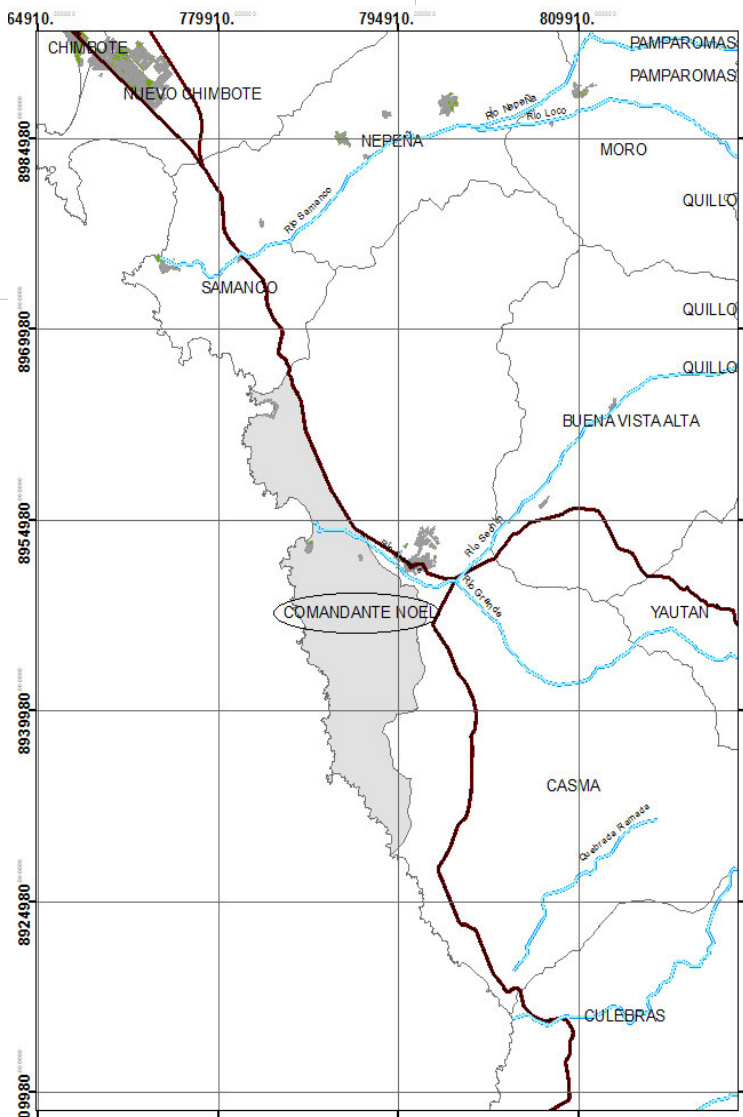 64910.
779910.
794910.
809910.
CHIMBOTE
PAMPAROMAS
PAMPAROMAS
NUEVO CHIMBOTE
Río Nepeña
Río Loco
8984980
NEPEÑA
MORO
QUILLO
Río Samanco
SAMANCO
QUILLO
8969980
QUILLO
BUENA VISTA ALTA
8954980
Río Sechín
Río Grande
COMANDANTE NOEL
YAUTAN
8939980
CASMA
Quebrada Ramada
8924980
CULEBRAS
09980